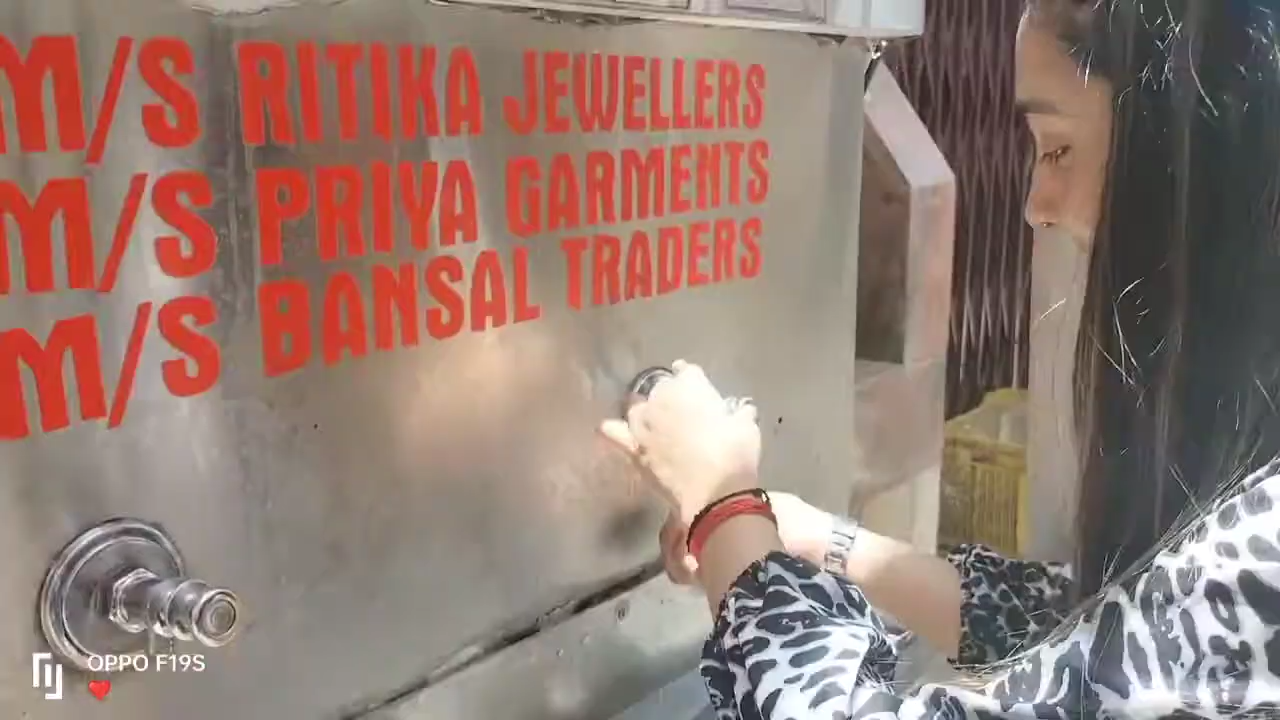 M/S RITIKA JEWELLERS
M/S PRIYA GARMENTS
M/S BANSAL TRADERS
OPPO F19S
❤️